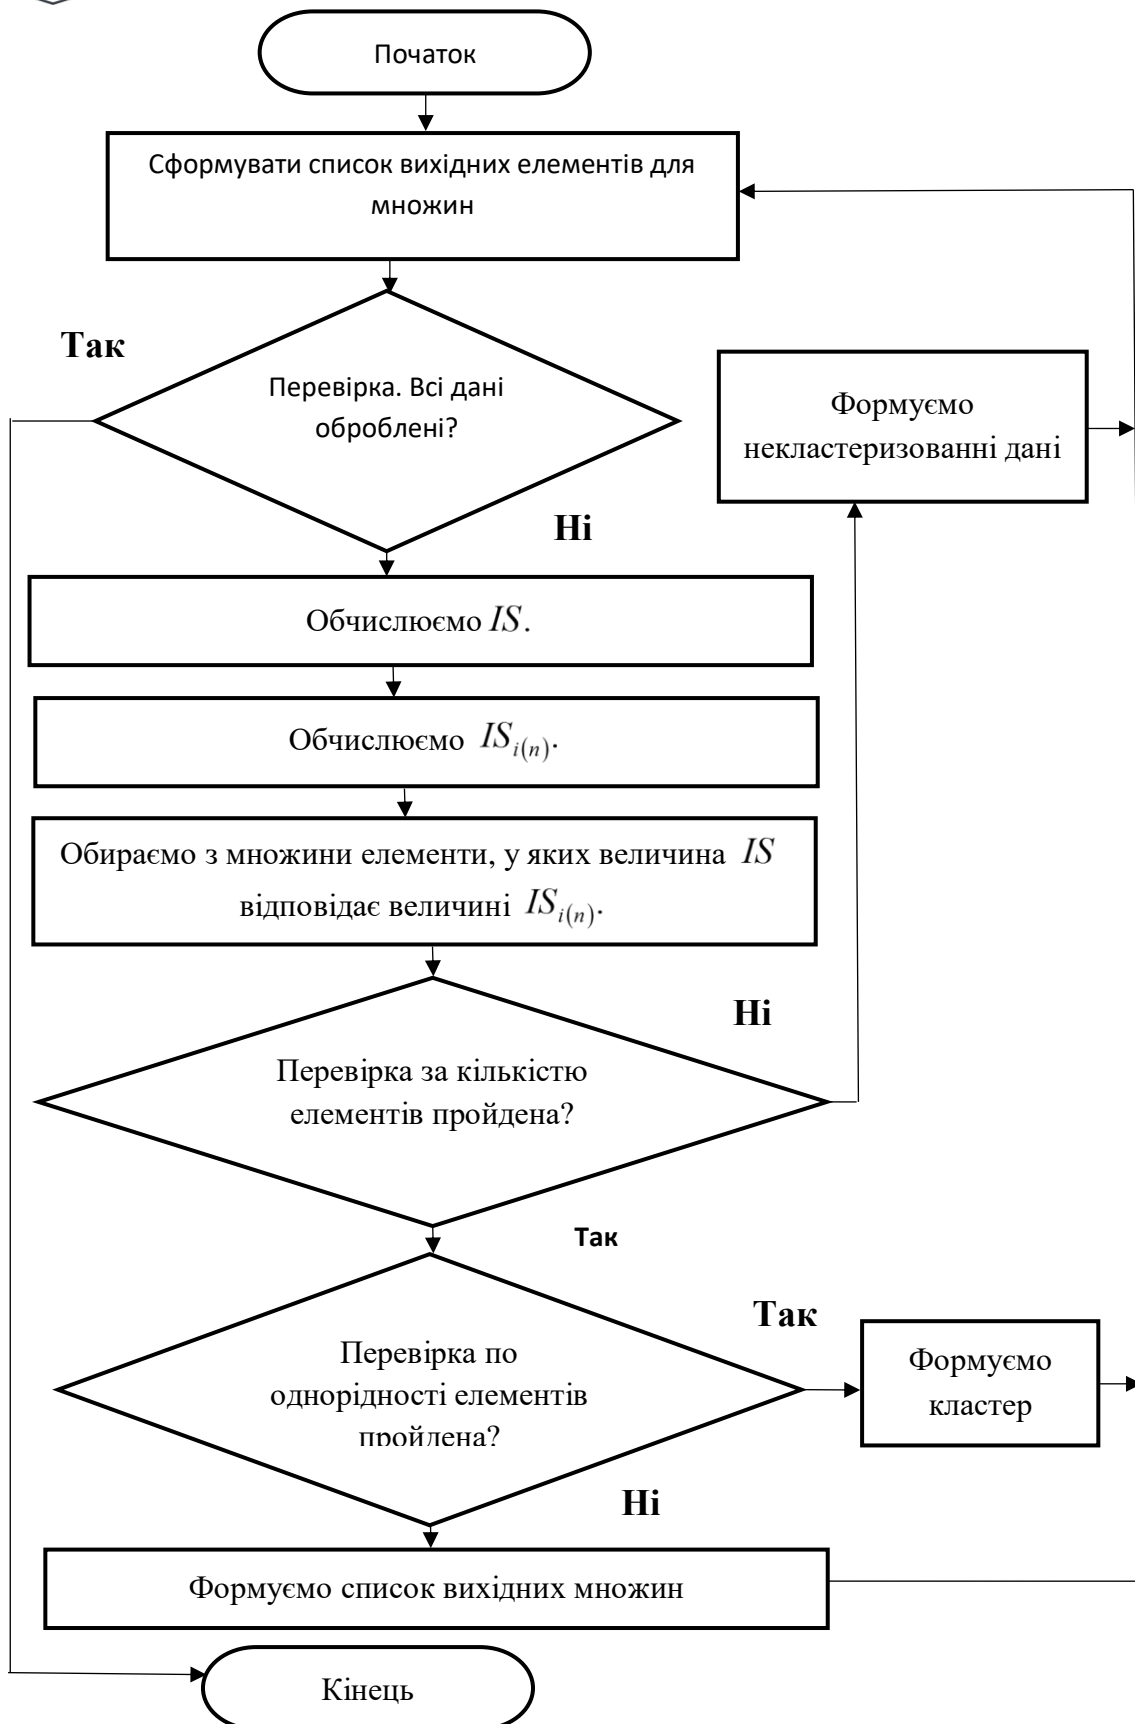 Початок
Сформувати список вихідних елементів для
множин
Так
Перевірка. Всі дані
оброблені?
Формуємо
некластеризованні дані
Ні
Обчислюємо IS.
Обчислюємо IS_{i(n)}.
Обираємо з множини елементи, у яких величина IS
відповідає величині IS_{i(n)}.
Ні
Перевірка за кількістю
елементів пройдена?
Так
Так
Перевірка по
однорідності елементів
пройдена?
Формуємо
кластер
Ні
Формуємо список вихідних множин
Кінець